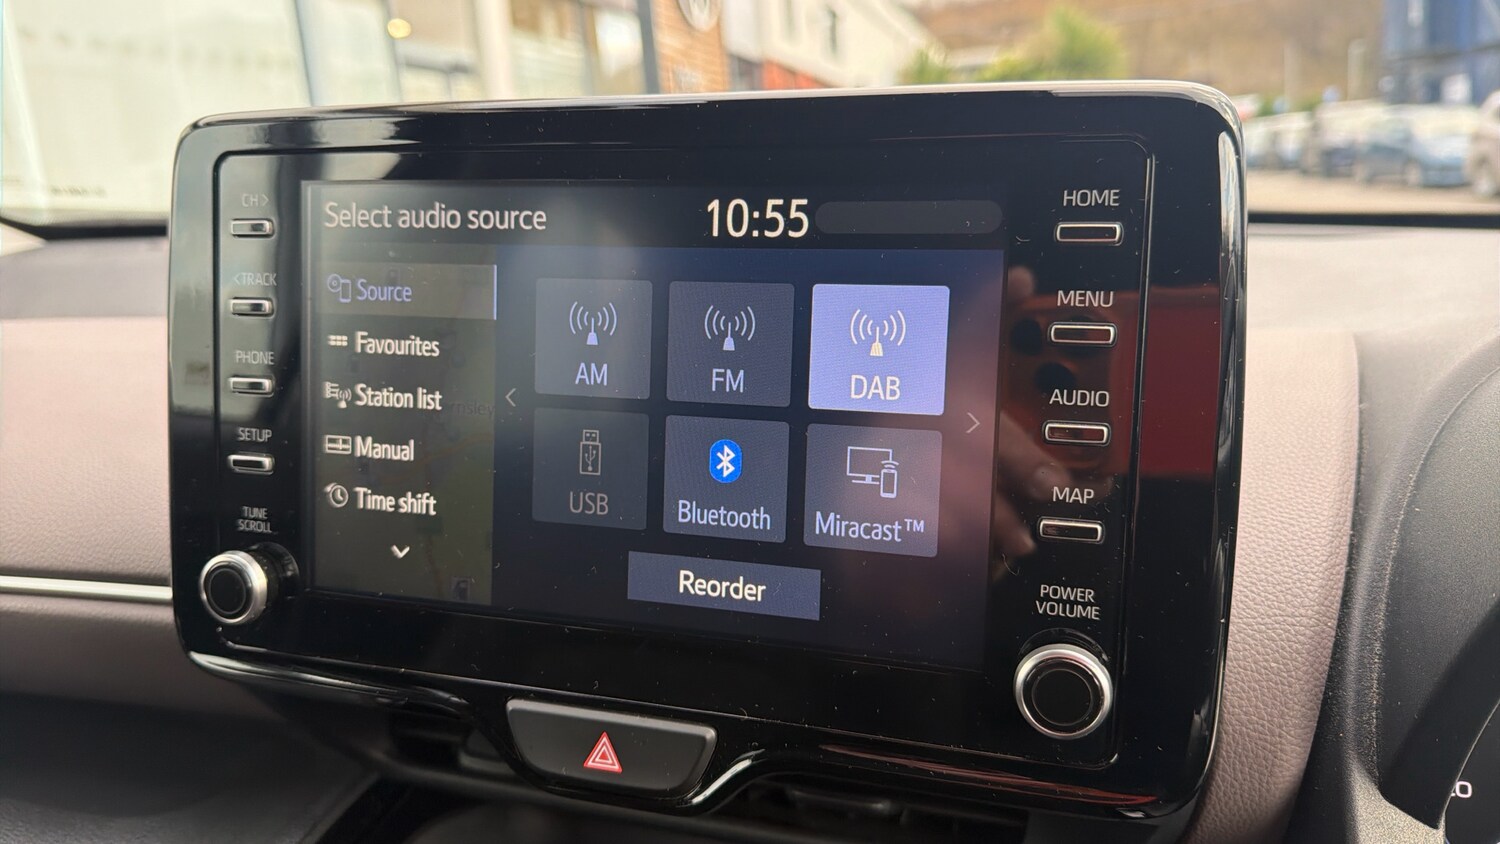 CH >
< TRACK
PHONE
SETUP
TUNE
SCROLL
Select audio source
10:55
Source
Favourites
Station list
Manual
Time shift
AM
FM
DAB
USB
Bluetooth
Miracast™
Reorder
HOME
MENU
AUDIO
MAP
POWER
VOLUME